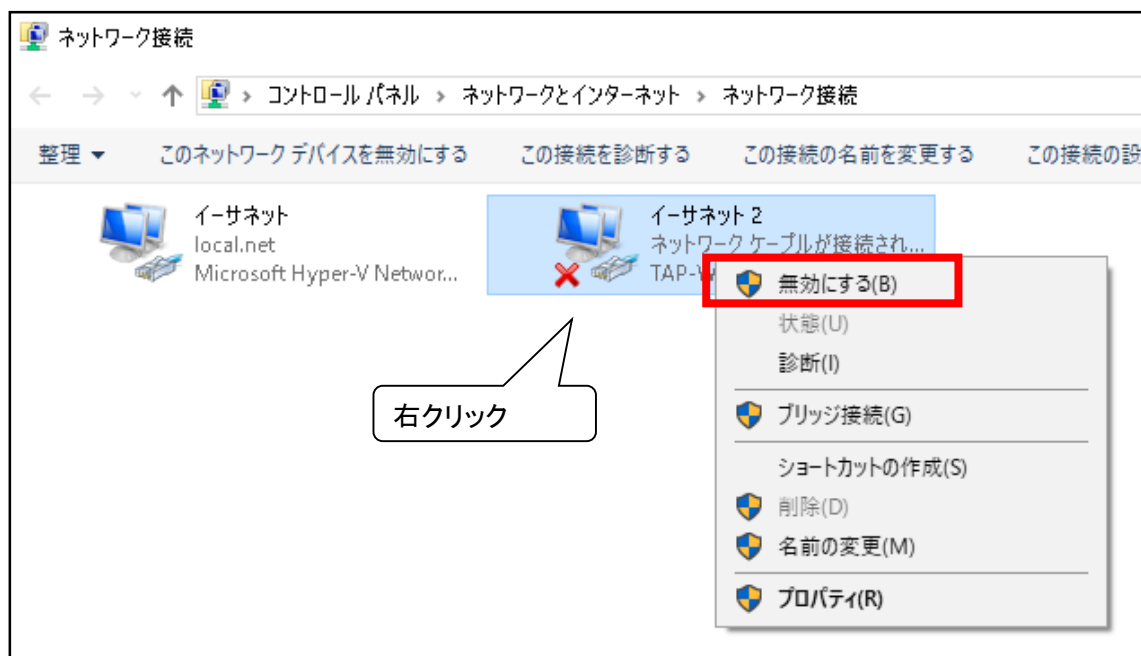 ネットワーク接続
コントロール パネル > ネットワークとインターネット > ネットワーク接続
整理 このネットワーク デバイスを無効にする この接続を診断する この接続の名前を変更する この接続の設
イーサネット
local.net
Microsoft Hyper-V Networ...
イーサネット 2
ネットワーク ケーブルが接続され...
TAP-
無効にする(B)
状態(U)
診断(I)
ブリッジ接続(G)
ショートカットの作成(S)
削除(D)
名前の変更(M)
プロパティ(R)
右クリック